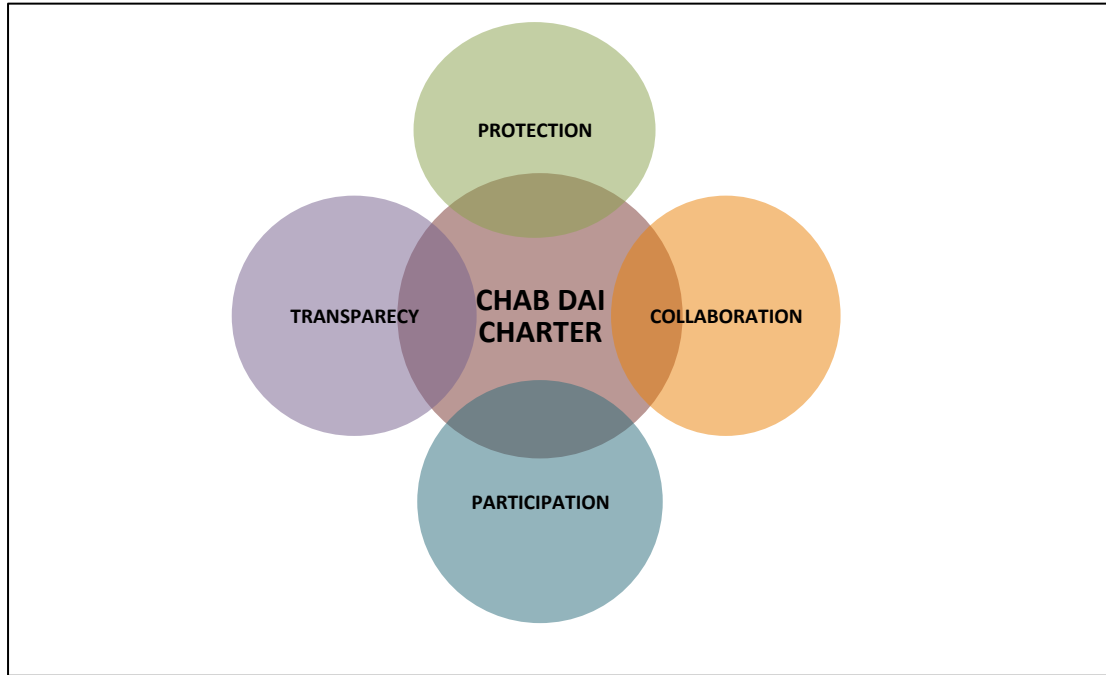 PROTECTION
TRANSPARECY
CHAB DAI
CHARTER
COLLABORATION
PARTICIPATION